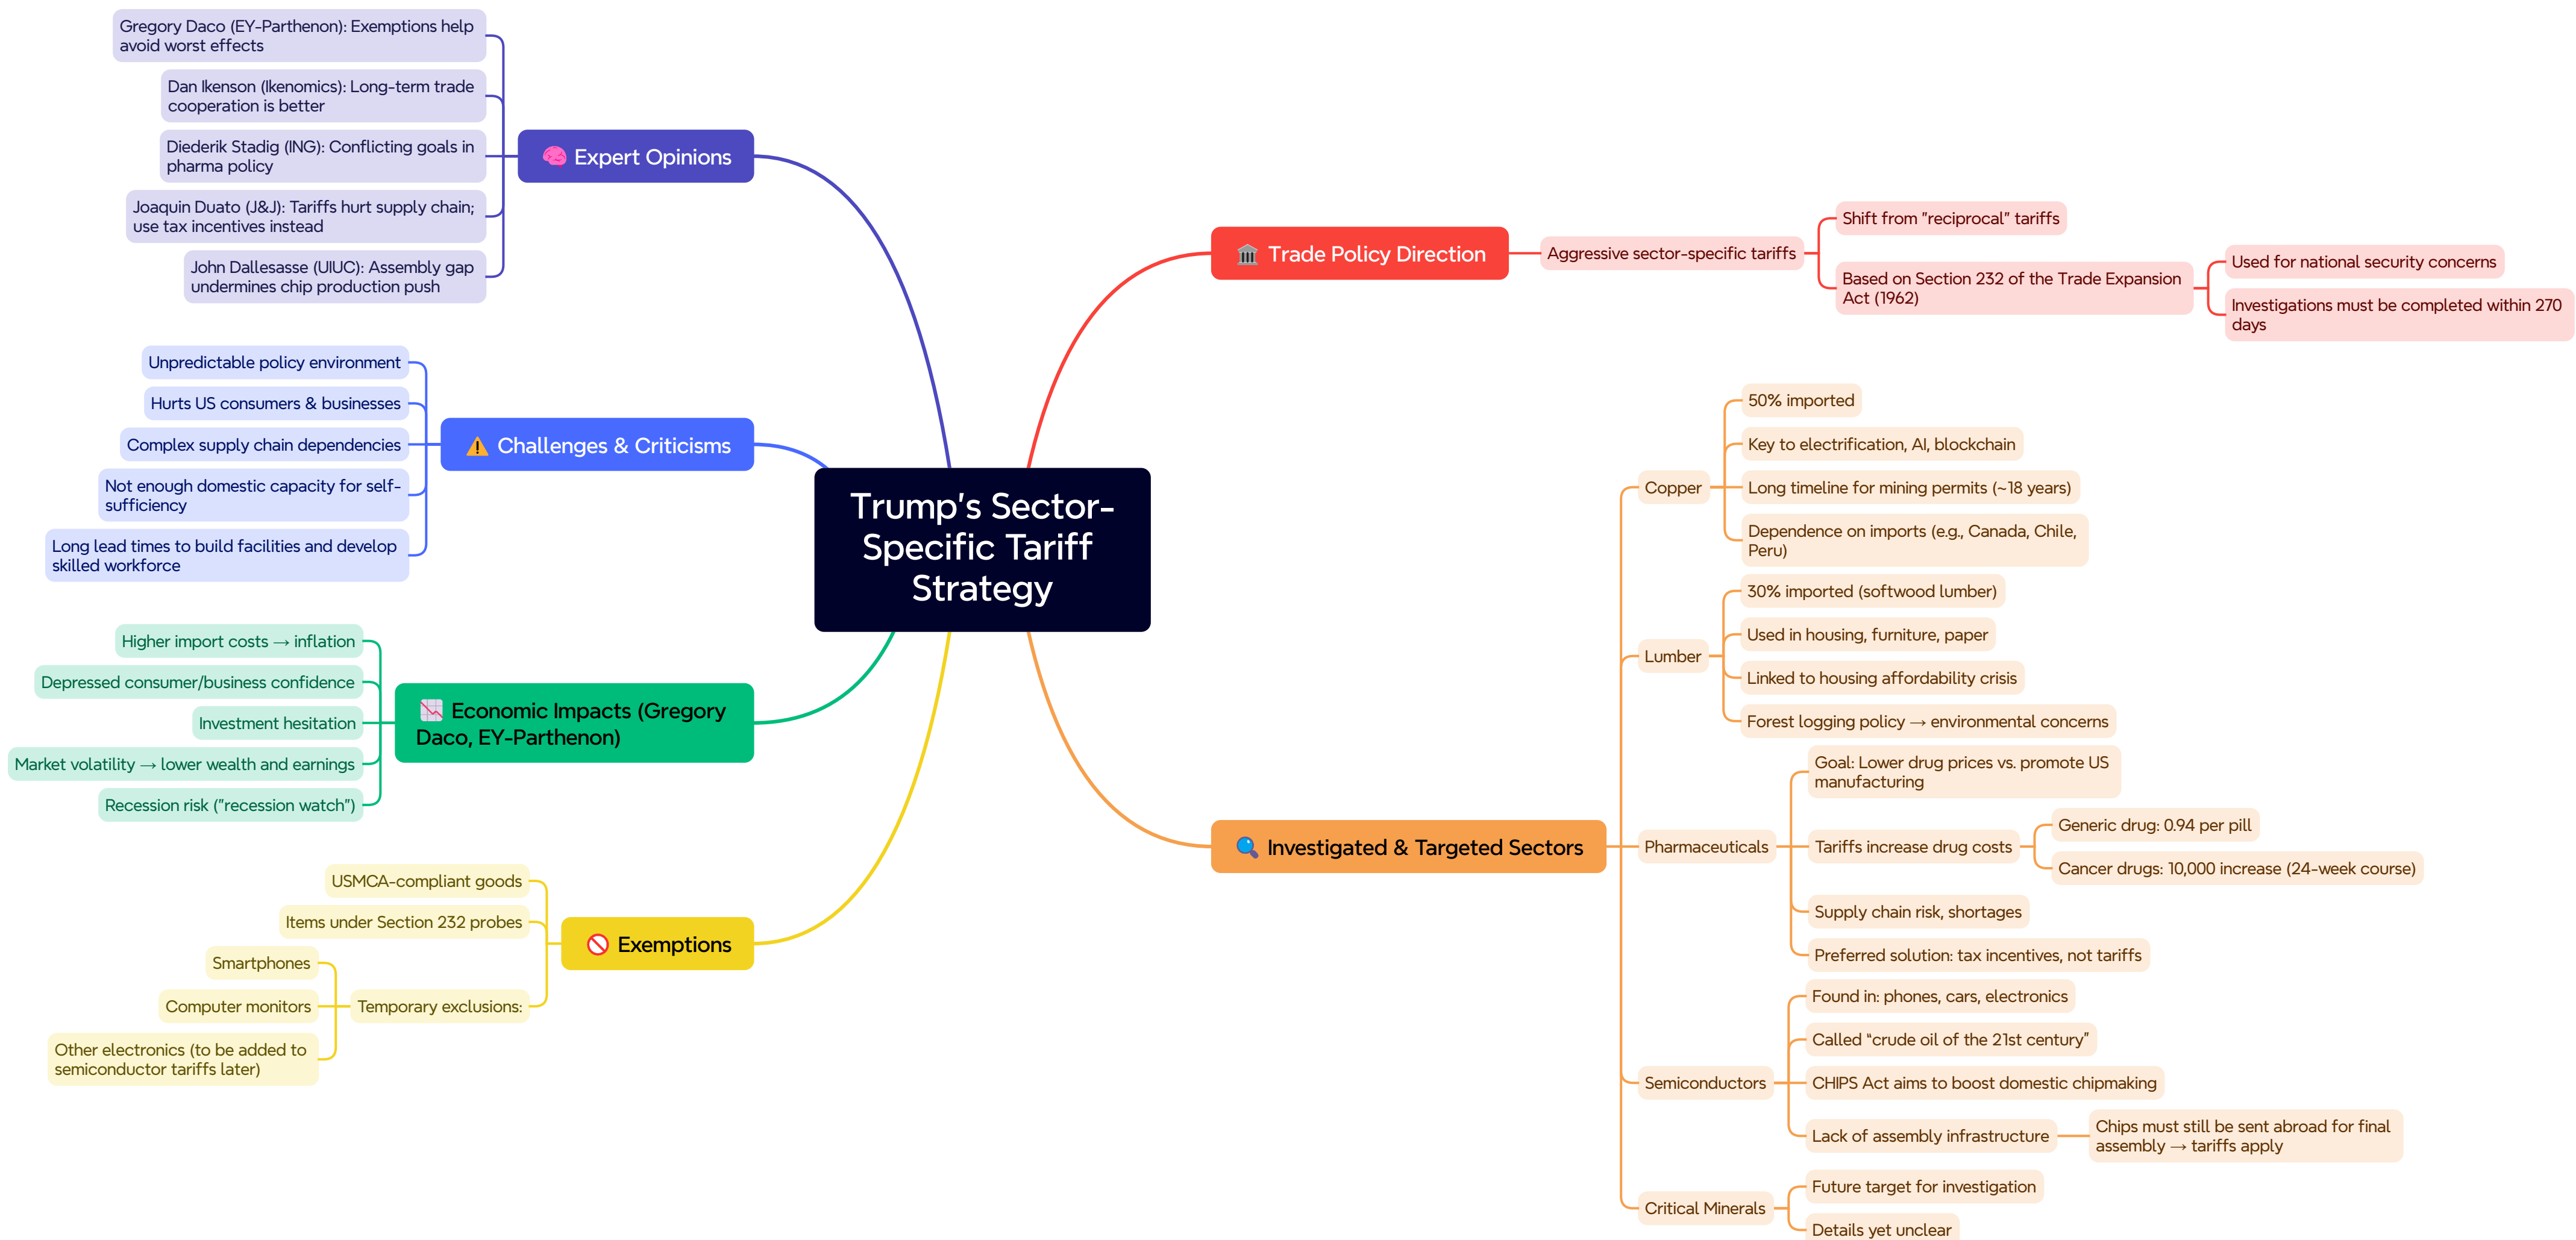 Trump's Sector-
Specific Tariff
Strategy
Expert Opinions
Gregory Daco (EY-Parthenon): Exemptions help
avoid worst effects
Dan Ikenson (Ikenomics): Long-term trade
cooperation is better
Diederik Stadig (ING): Conflicting goals in
pharma policy
Joaquin Duato (J&J): Tariffs hurt supply chain;
use tax incentives instead
John Dallesasse (UIUC): Assembly gap
undermines chip production push
Challenges & Criticisms
Unpredictable policy environment
Hurts US consumers & businesses
Complex supply chain dependencies
Not enough domestic capacity for self-
sufficiency
Long lead times to build facilities and develop
skilled workforce
Economic Impacts (Gregory
Daco, EY-Parthenon)
Higher import costs → inflation
Depressed consumer/business confidence
Investment hesitation
Market volatility → lower wealth and earnings
Recession risk ("recession watch")
Exemptions
USMCA-compliant goods
Items under Section 232 probes
Temporary exclusions:
Smartphones
Computer monitors
Other electronics (to be added to
semiconductor tariffs later)
Trade Policy Direction
Aggressive sector-specific tariffs
Shift from "reciprocal" tariffs
Based on Section 232 of the Trade Expansion
Act (1962)
Used for national security concerns
Investigations must be completed within 270
days
Investigated & Targeted Sectors
Copper
50% imported
Key to electrification, AI, blockchain
Long timeline for mining permits (~18 years)
Dependence on imports (e.g., Canada, Chile,
Peru)
Lumber
30% imported (softwood lumber)
Used in housing, furniture, paper
Linked to housing affordability crisis
Forest logging policy → environmental concerns
Pharmaceuticals
Goal: Lower drug prices vs. promote US
manufacturing
Tariffs increase drug costs
Generic drug: 0.94 per pill
Cancer drugs: 10,000 increase (24-week course)
Supply chain risk, shortages
Preferred solution: tax incentives, not tariffs
Semiconductors
Found in: phones, cars, electronics
Called “crude oil of the 21st century”
CHIPS Act aims to boost domestic chipmaking
Lack of assembly infrastructure
Chips must still be sent abroad for final
assembly → tariffs apply
Critical Minerals
Future target for investigation
Details yet unclear